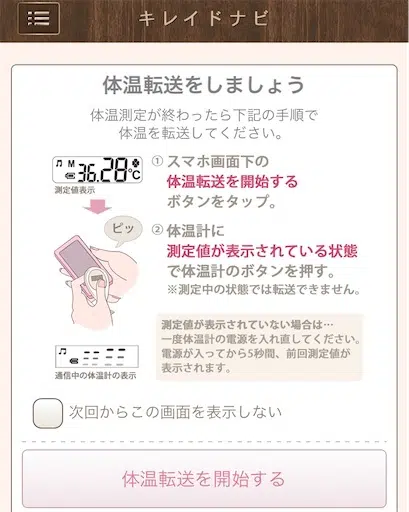 キレイドナビ
体温転送をしましょう
体温測定が終わったら下記の手順で
体温を転送してください。
♫ M 36.28℃
測定値表示
① スマホ画面下の
体温転送を開始する
ボタンをタップ。
ピッ
② 体温計に
測定値が表示されている状態
で体温計のボタンを押す。
※測定中の状態では転送できません。
測定値が表示されていない場合は…
一度体温計の電源を入れ直してください。
電源が入ってから5秒間、前回測定値が
表示されます。
通信中の体温計の表示
次回からこの画面を表示しない
体温転送を開始する